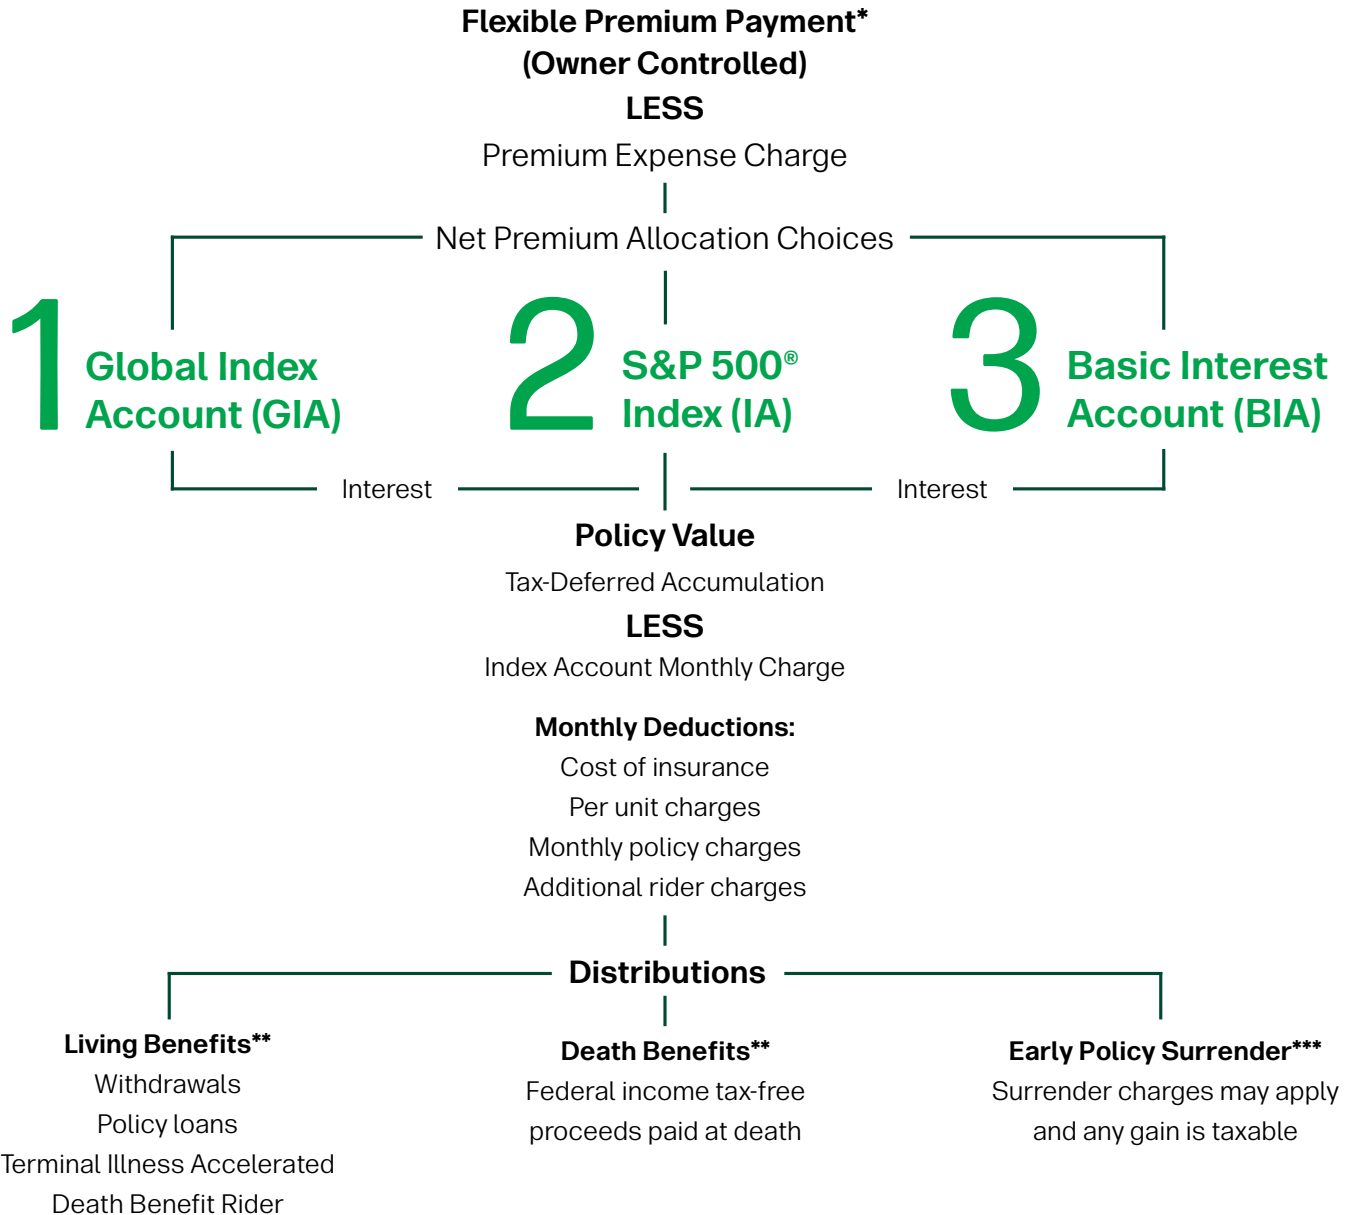 Flexible Premium Payment*
(Owner Controlled)
LESS
Premium Expense Charge
Net Premium Allocation Choices
1
Global Index
Account (GIA)
2
S&P 500®
Index (IA)
3
Basic Interest
Account (BIA)
Interest
Interest
Policy Value
Tax-Deferred Accumulation
LESS
Index Account Monthly Charge
Monthly Deductions:
Cost of insurance
Per unit charges
Monthly policy charges
Additional rider charges
Distributions
Living Benefits**
Withdrawals
Policy loans
Terminal Illness Accelerated
Death Benefit Rider
Death Benefits**
Federal income tax-free
proceeds paid at death
Early Policy Surrender***
Surrender charges may apply
and any gain is taxable